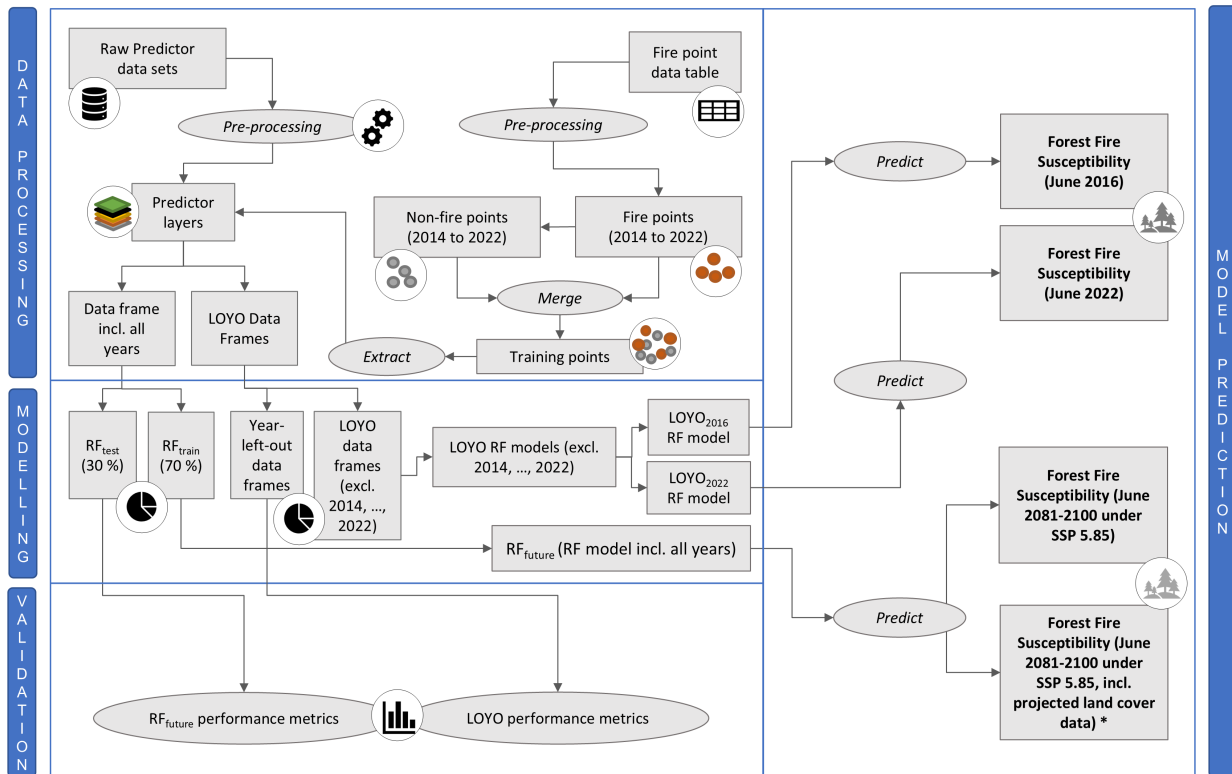 DATA PROCESSING
Raw Predictor
data sets
Pre-processing
Predictor
layers
Data frame
incl. all
years
LOYO Data
Frames
Fire point
data table
Pre-processing
Non-fire points
(2014 to 2022)
Fire points
(2014 to 2022)
Merge
Training points
Extract
MODELLING
RFtest
(30 %)
RFtrain
(70 %)
Year-
left-out
data
frames
LOYO
data
frames
(excl.
2014, …,
2022)
LOYO RF models (excl.
2014, …, 2022)
LOYO2016
RF model
LOYO2022
RF model
RFfuture (RF model incl. all years)
VALIDATION
RFfuture performance metrics
LOYO performance metrics
MODEL PREDICTION
Predict
Forest Fire
Susceptibility
(June 2016)
Forest Fire
Susceptibility
(June 2022)
Predict
Forest Fire
Susceptibility (June
2081-2100 under
SSP 5.85)
Predict
Forest Fire
Susceptibility (June
2081-2100 under
SSP 5.85, incl.
projected land cover
data) *